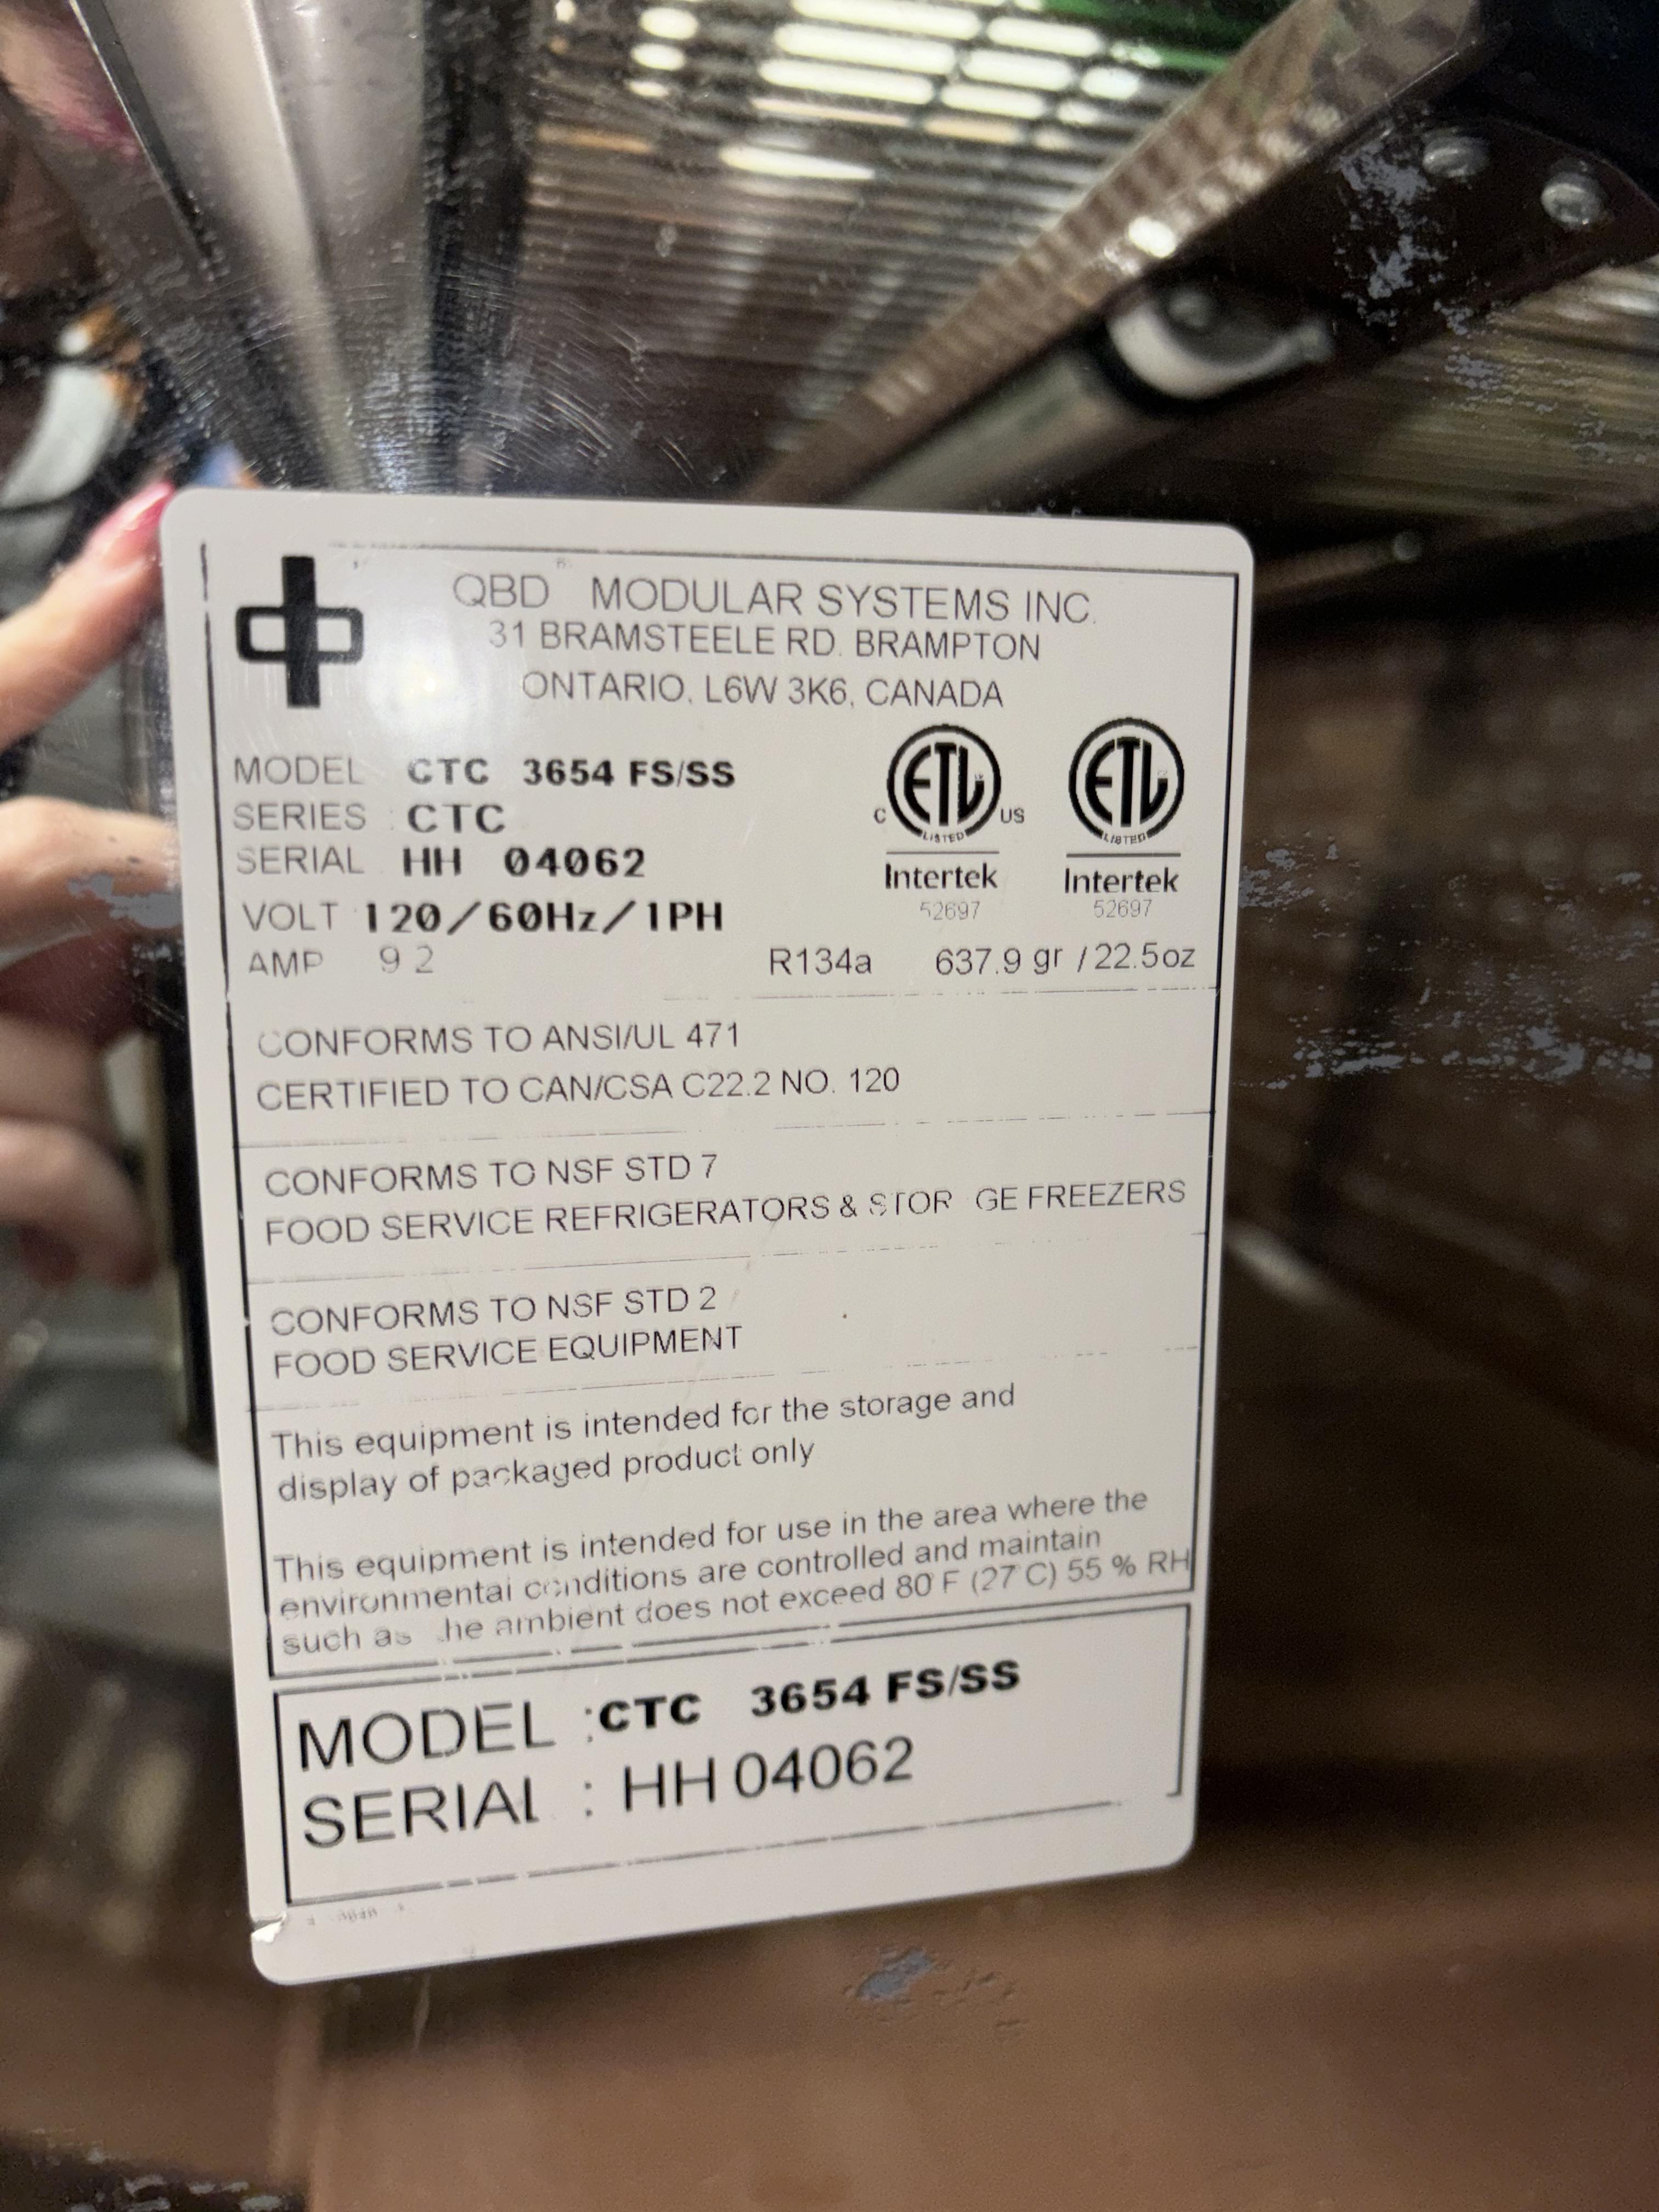 QBD® MODULAR SYSTEMS INC.
31 BRAMSTEELE RD. BRAMPTON
ONTARIO, L6W 3K6, CANADA
MODEL CTC 3654 FS/SS
SERIES : CTC
SERIAL HH 04062
VOLT 120/60Hz/1PH
AMP 9 2
R134a 637.9 gr / 22.5oz
C ETL US
LISTED
Intertek
52697
ETL
LISTED
Intertek
52697
CONFORMS TO ANSI/UL 471
CERTIFIED TO CAN/CSA C22.2 NO. 120
CONFORMS TO NSF STD 7
FOOD SERVICE REFRIGERATORS & STOR GE FREEZERS
CONFORMS TO NSF STD 2
FOOD SERVICE EQUIPMENT
This equipment is intended for the storage and
display of packaged product only
This equipment is intended for use in the area where the
environmental conditions are controlled and maintain
such as he ambient does not exceed 80°F (27°C) 55 % RH
MODEL : CTC 3654 FS/SS
SERIAL : HH 04062